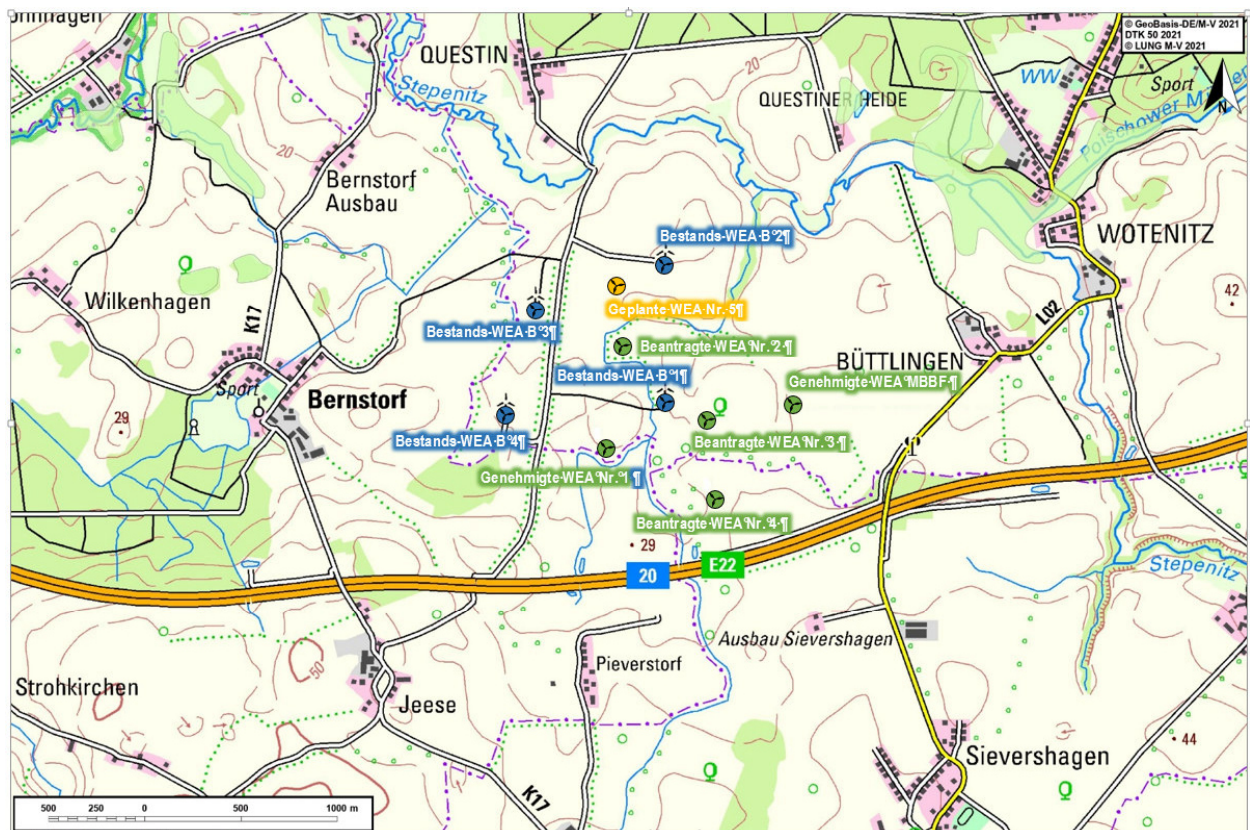 © GeoBasis-DE/M-V 2021
DTK 50 2021
© LUNG M-V 2021
N
QUESTIN
Stepenitz
20
QUESTINER HEIDE
WW
Sport
20
Bernstorf
Ausbau
WOTENITZ
Bestands-WEA-B°2¶
Wilkenhagen
K17
Bestands-WEA-B°3¶
Geplante-WEA-Nr.-5¶
42
L02
Beantragte-WEA°Nr.°2-¶
BÜTTLINGEN
Sport
Bernstorf
Bestands-WEA-B°1¶
Genehmigte-WEA°MBBF-¶
29
Bestands-WEA-B°4¶
Beantragte-WEA°Nr.°3-¶
Genehmigte-WEA°Nr.°1¶
Beantragte-WEA°Nr.°4-¶
29
20
E22
Stepenitz
Ausbau Sievershagen
Pieverstorf
50
Strohkirchen
Jeese
Sievershagen
44
K17
500 250 0 500 1000 m